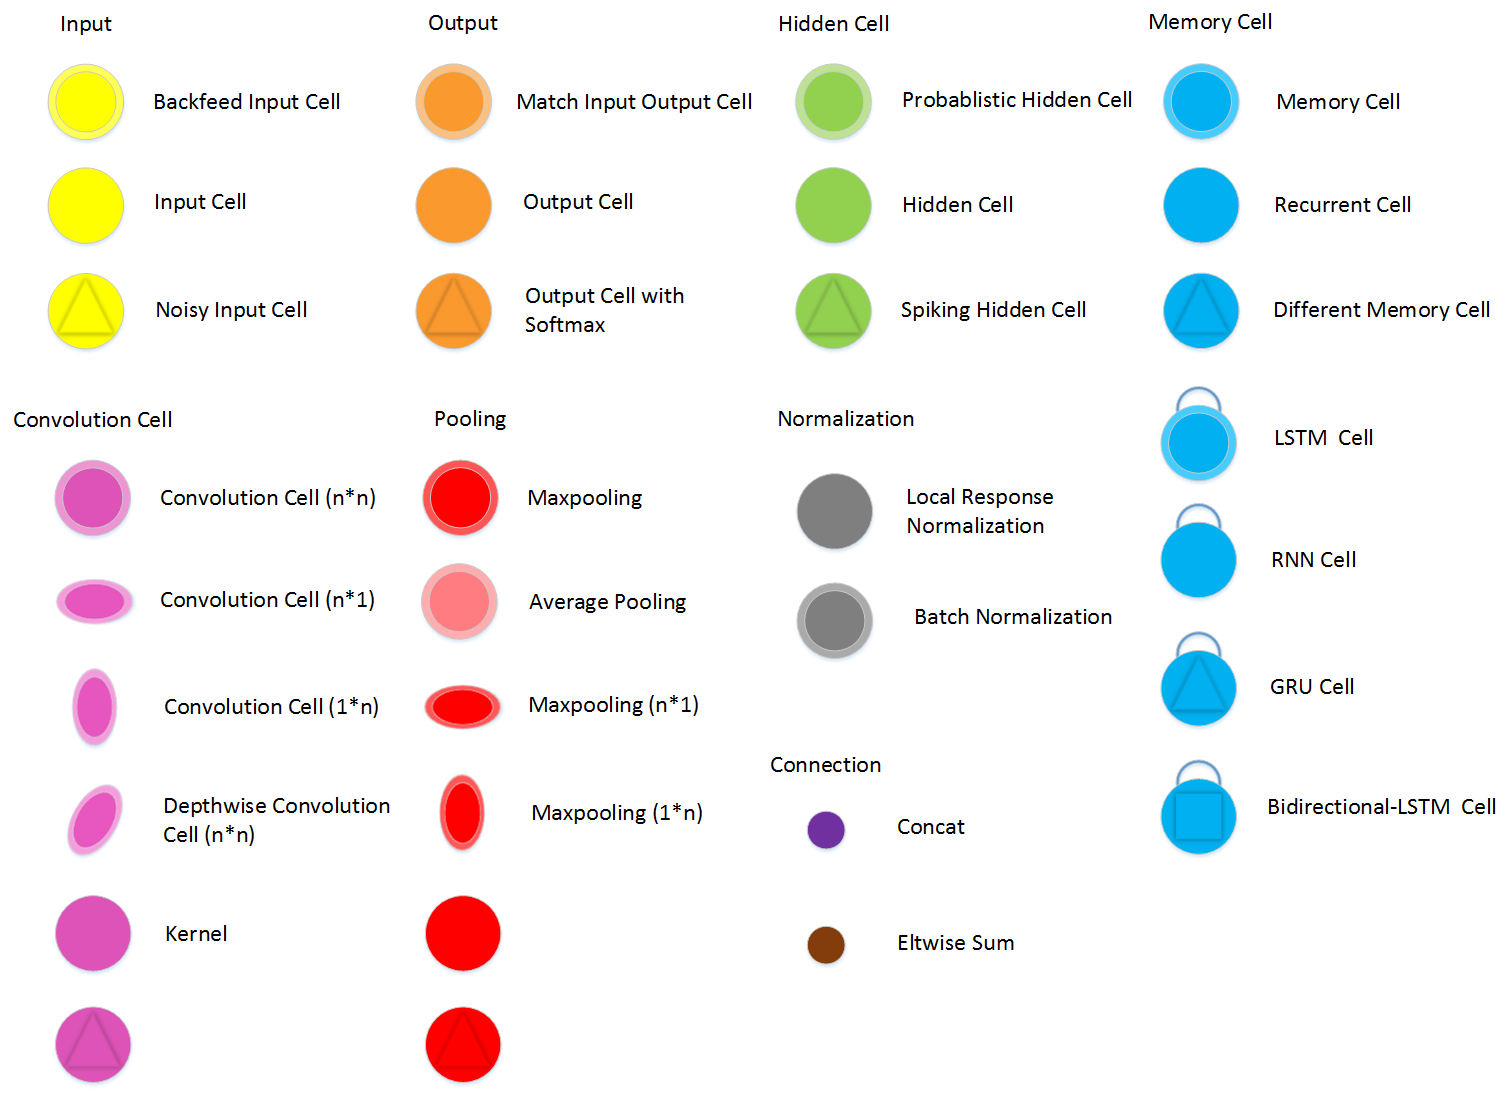 Input
Backfeed Input Cell
Input Cell
Noisy Input Cell
Output
Match Input Output Cell
Output Cell
Output Cell with
Softmax
Hidden Cell
Probablistic Hidden Cell
Hidden Cell
Spiking Hidden Cell
Memory Cell
Memory Cell
Recurrent Cell
Different Memory Cell
LSTM  Cell
RNN Cell
GRU Cell
Bidirectional-LSTM  Cell
Convolution Cell
Convolution Cell (n*n)
Convolution Cell (n*1)
Convolution Cell (1*n)
Depthwise Convolution
Cell (n*n)
Kernel
Pooling
Maxpooling
Average Pooling
Maxpooling (n*1)
Maxpooling (1*n)
Normalization
Local Response
Normalization
Batch Normalization
Connection
Concat
Eltwise Sum